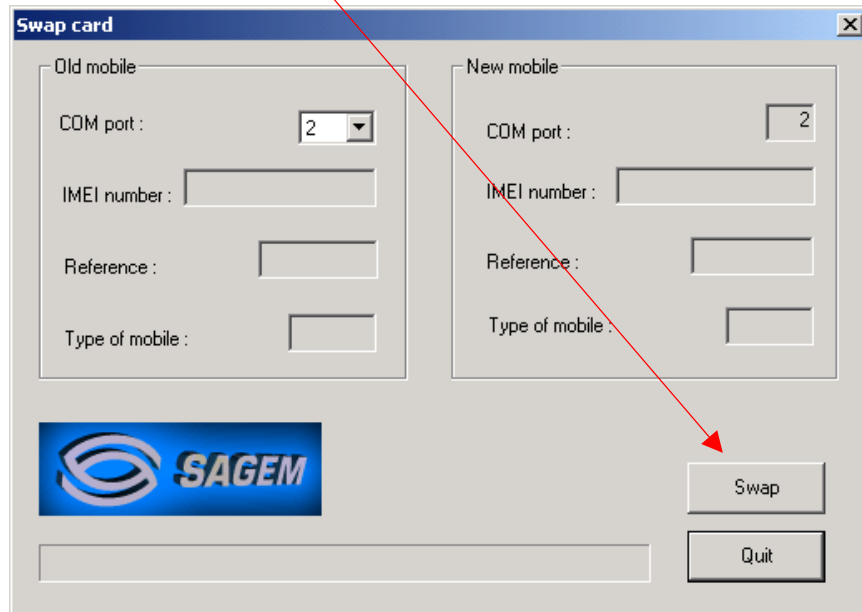 Swap card
Old mobile
COM port :
2
IMEI number :
Reference :
Type of mobile :
New mobile
COM port :
2
IMEI number :
Reference :
Type of mobile :
SAGEM
Swap
Quit